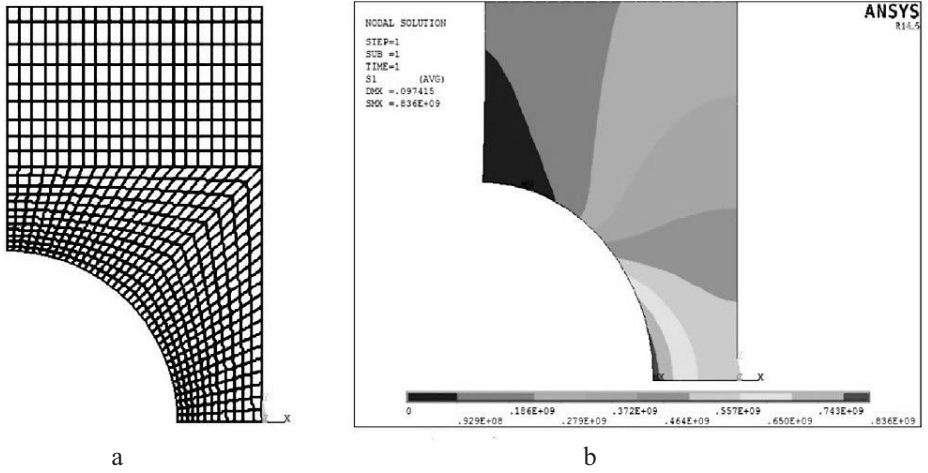 NODAL SOLUTION
STEP=1
SUB =1
TIME=1
S1 (AVG)
DMX =.097415
SMX =.836E+09
ANSYS
R14.5
X
MX
Z
X
0 .186E+09 .372E+09 .557E+09 .743E+09
.929E+08 .279E+09 .464E+09 .650E+09 .836E+09
a b